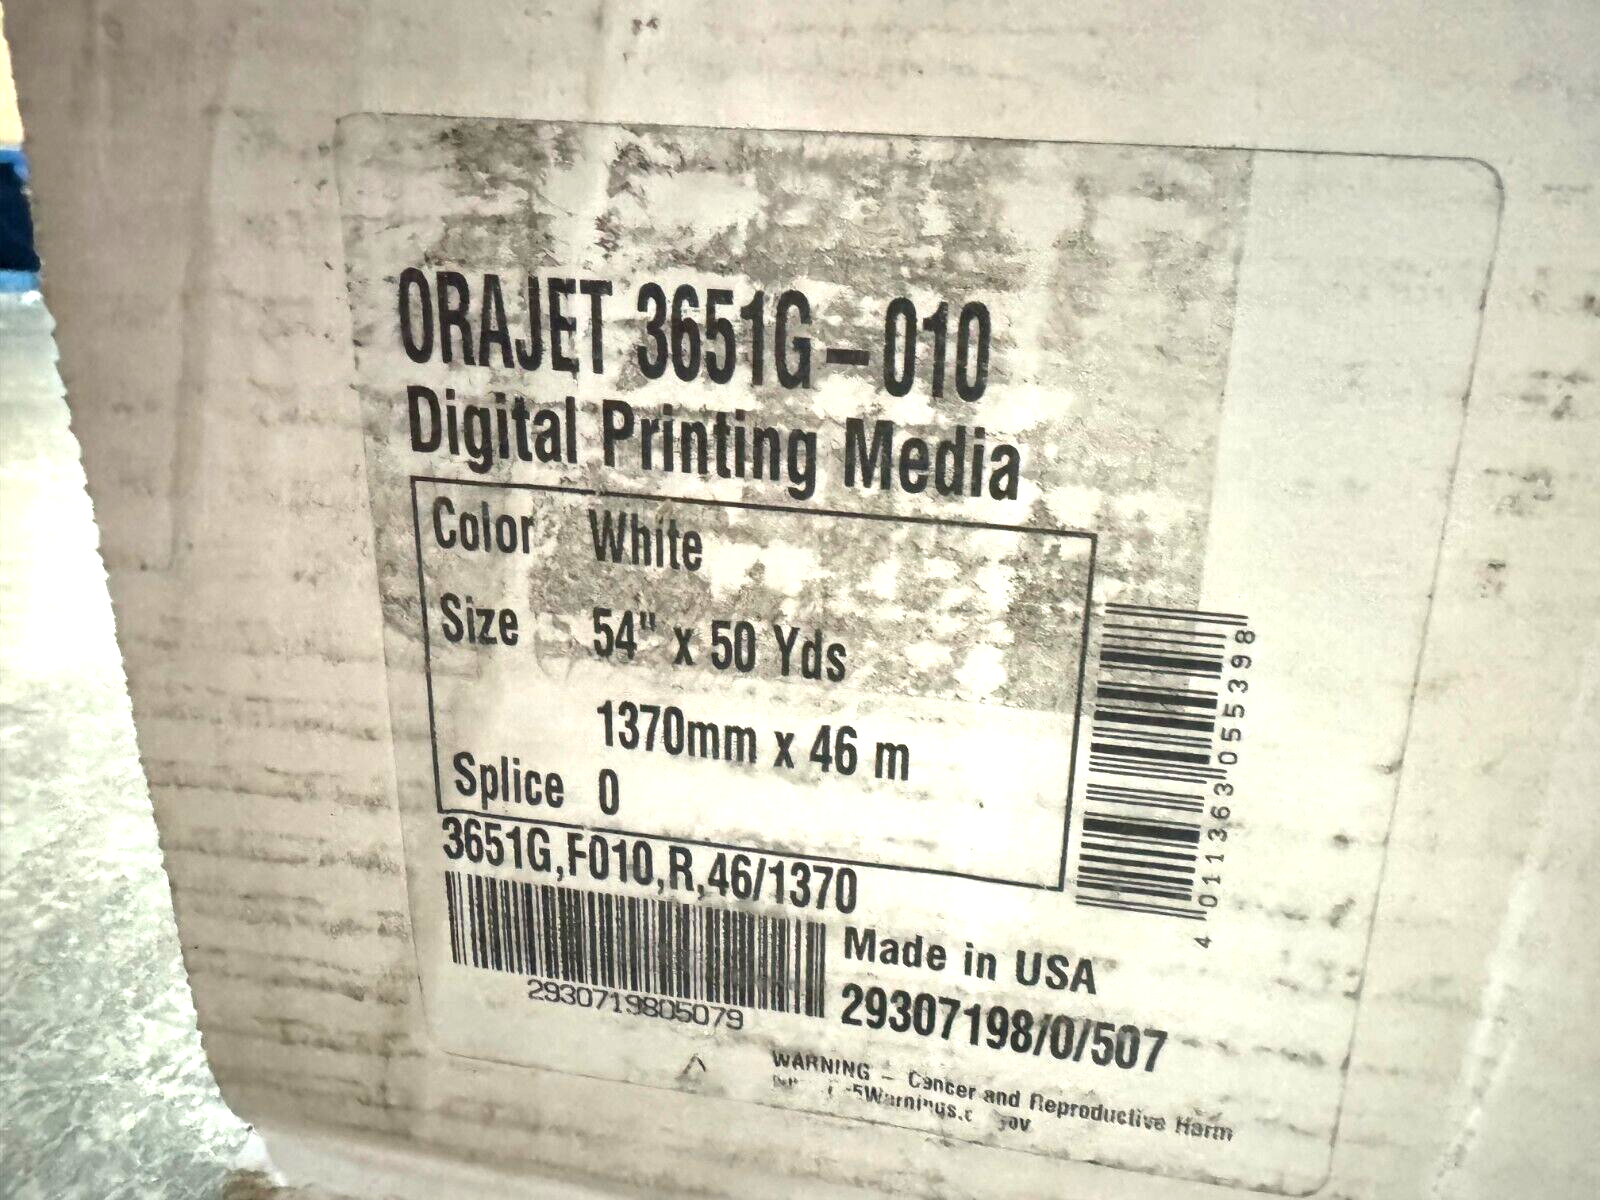 ORAJET 3651G-010
Digital Printing Media
Color White
Size 54" x 50 Yds
1370mm x 46 m
Splice 0
3651G,F010,R,46/1370
2930719805079
Made in USA
29307198/0/507
WARNING - Cancer and Reproductive Harm
4 011363 055398